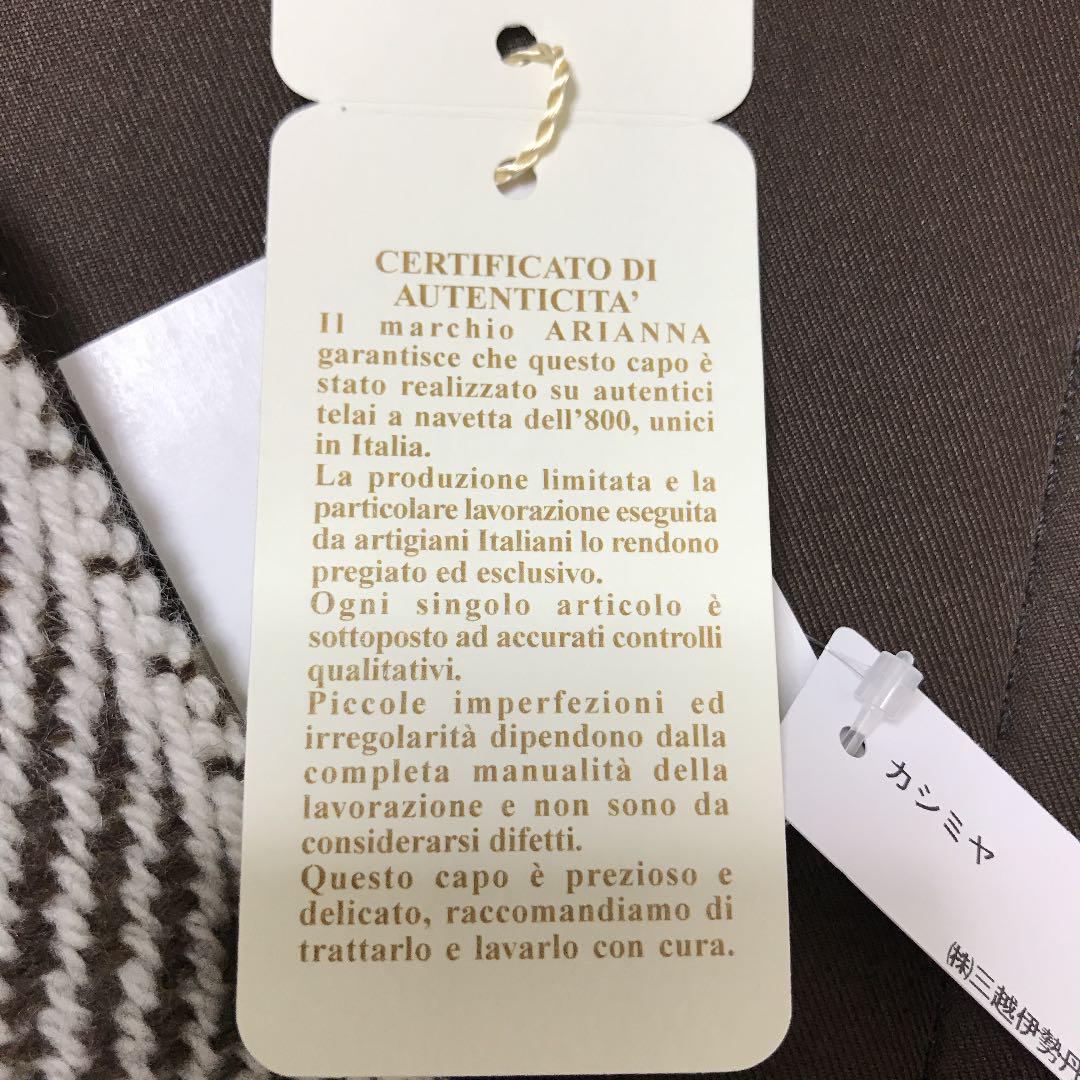 CERTIFICATO DI
AUTENTICITA'
Il marchio ARIANNA
garantisce che questo capo è
stato realizzato su autentici
telai a navetta dell'800, unici
in Italia.
La produzione limitata e la
particolare lavorazione eseguita
da artigiani Italiani lo rendono
pregiato ed esclusivo.
Ogni singolo articolo è
sottoposto ad accurati controlli
qualitativi.
Piccole imperfezioni ed
irregolarità dipendono dalla
completa manualità della
lavorazione e non sono da
considerarsi difetti.
Questo capo è prezioso e
delicato, raccomandiamo di
trattarlo e lavarlo con cura.
カシミヤ
㈱三越伊勢丹